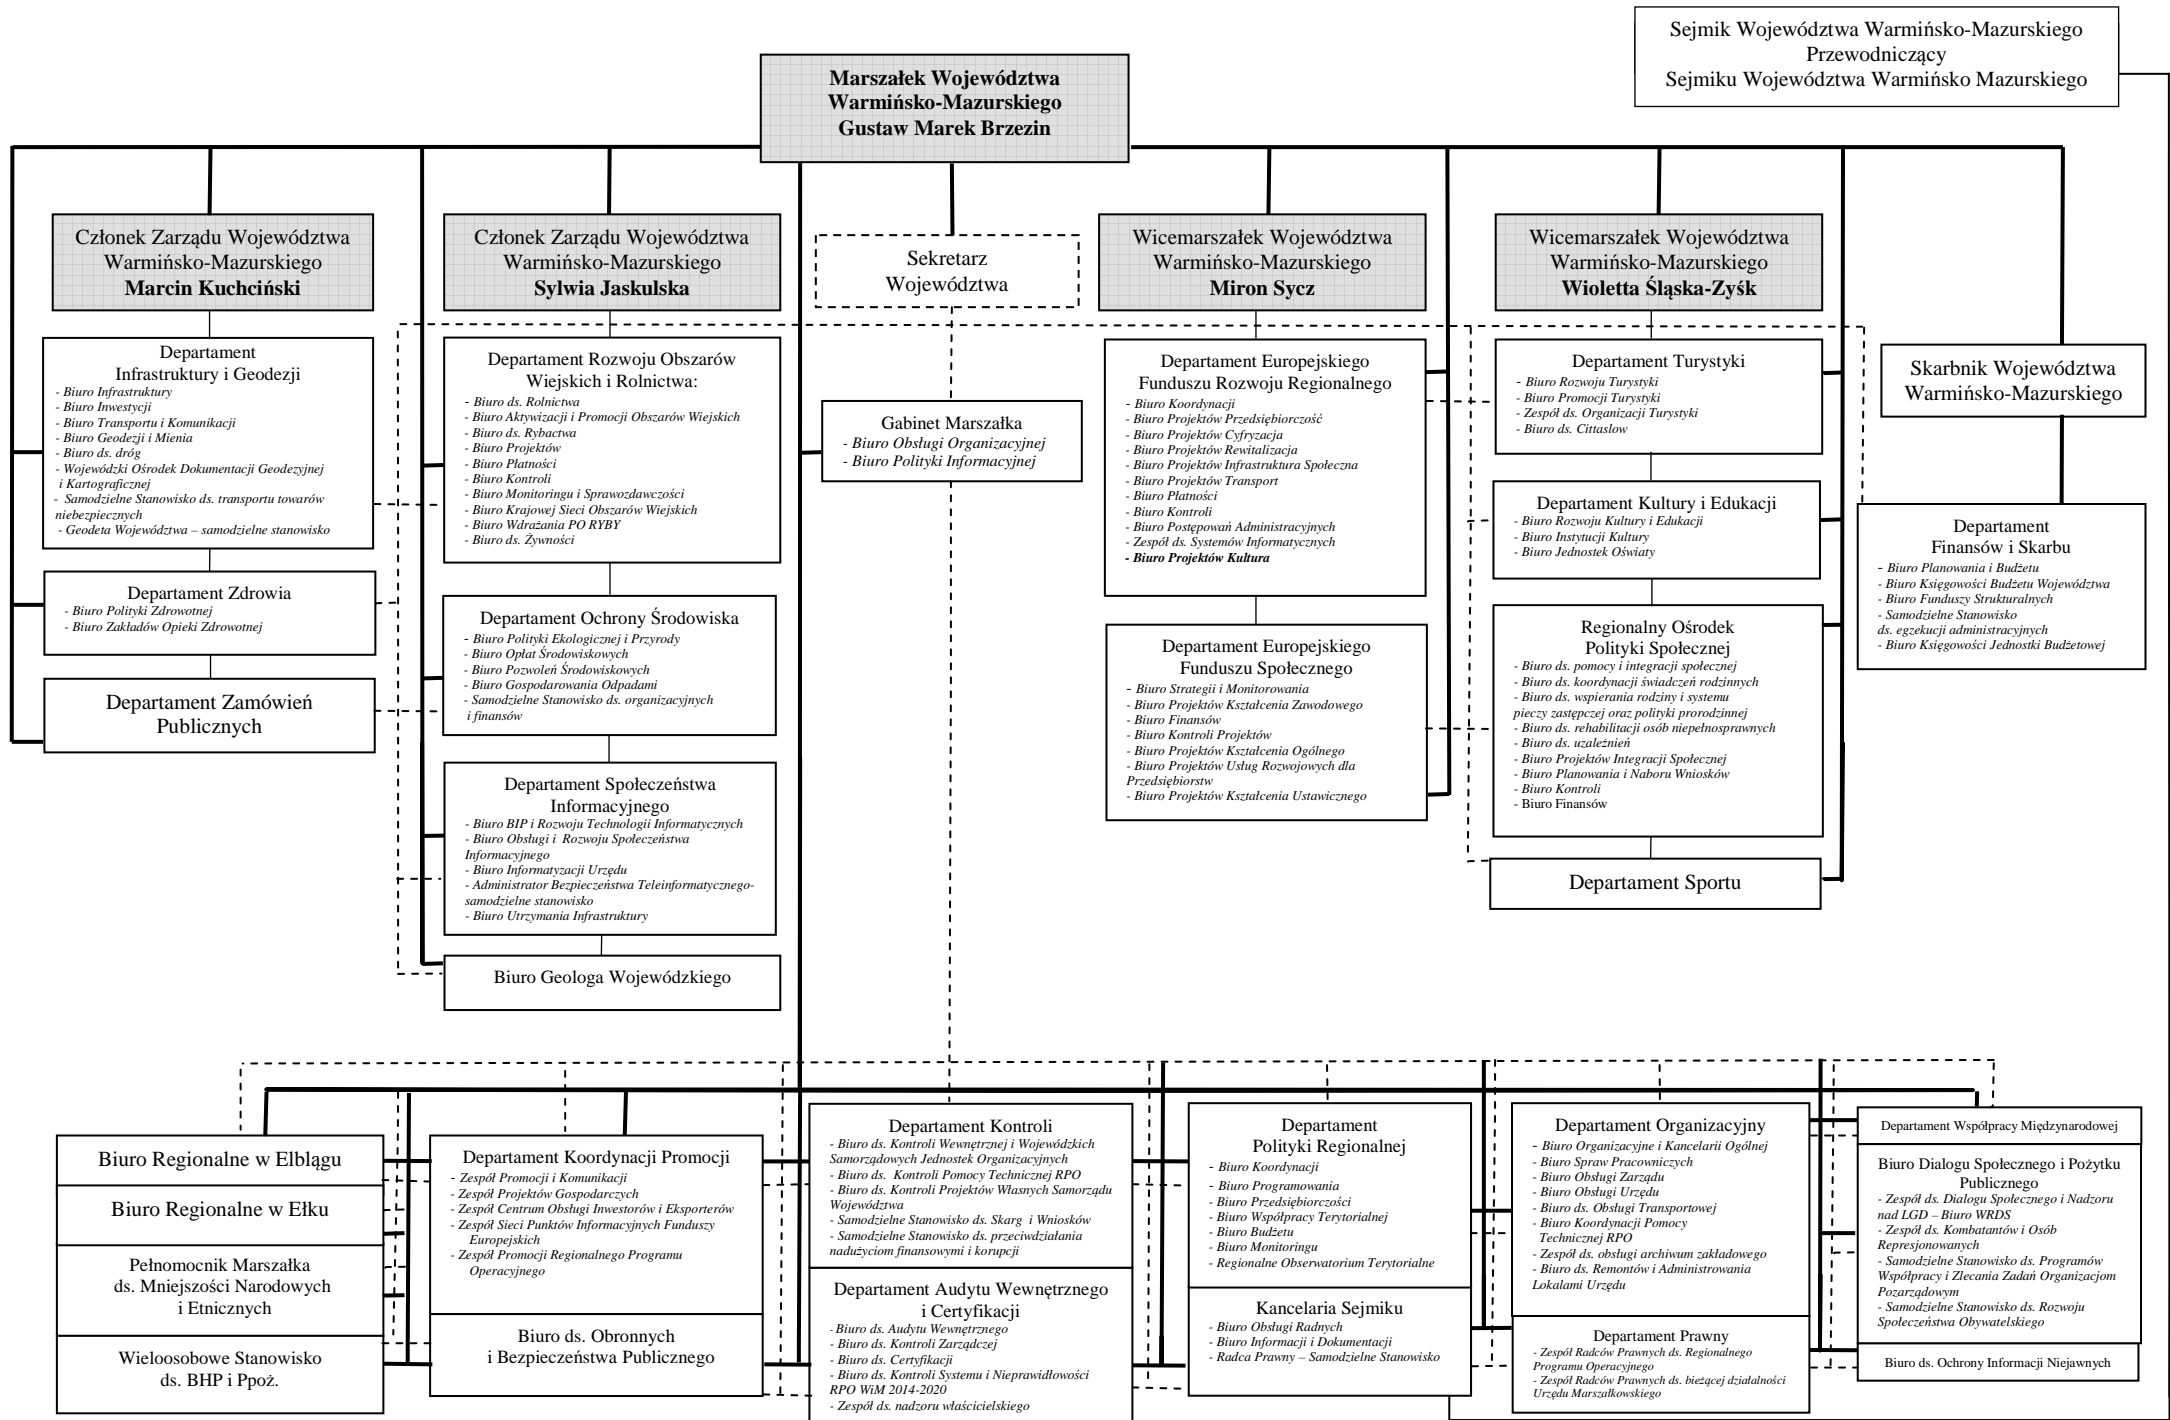 Sejmik Województwa Warmińsko-Mazurskiego
Przewodniczący
Sejmiku Województwa Warmińsko Mazurskiego
Marszałek Województwa
Warmińsko-Mazurskiego
Gustaw Marek Brzezin
Członek Zarządu Województwa
Warmińsko-Mazurskiego
Marcin Kuchciński
Członek Zarządu Województwa
Warmińsko-Mazurskiego
Sylwia Jaskulska
Sekretarz
Województwa
Wicemarszałek Województwa
Warmińsko-Mazurskiego
Miron Sycz
Wicemarszałek Województwa
Warmińsko-Mazurskiego
Wioletta Śląska-Zyśk
Departament
Infrastruktury i Geodezji
- Biuro Infrastruktury
- Biuro Inwestycji
- Biuro Transportu i Komunikacji
- Biuro Geodezji i Mienia
- Biuro ds. dróg
- Wojewódzki Ośrodek Dokumentacji Geodezyjnej
i Kartograficznej
- Samodzielne Stanowisko ds. transportu towarów
niebezpiecznych
- Geodeta Województwa – samodzielne stanowisko
Departament Zdrowia
- Biuro Polityki Zdrowotnej
- Biuro Zakładów Opieki Zdrowotnej
Departament Zamówień
Publicznych
Departament Rozwoju Obszarów
Wiejskich i Rolnictwa:
- Biuro ds. Rolnictwa
- Biuro Aktywizacji i Promocji Obszarów Wiejskich
- Biuro ds. Rybactwa
- Biuro Projektów
- Biuro Płatności
- Biuro Kontroli
- Biuro Monitoringu i Sprawozdawczości
- Biuro Krajowej Sieci Obszarów Wiejskich
- Biuro Wdrażania PO RYBY
- Biuro ds. Żywności
Departament Ochrony Środowiska
- Biuro Polityki Ekologicznej i Przyrody
- Biuro Opłat Środowiskowych
- Biuro Pozwoleń Środowiskowych
- Biuro Gospodarowania Odpadami
- Samodzielne Stanowisko ds. organizacyjnych
i finansów
Departament Społeczeństwa
Informacyjnego
- Biuro BIP i Rozwoju Technologii Informatycznych
- Biuro Obsługi i Rozwoju Społeczeństwa
Informacyjnego
- Biuro Informatyzacji Urzędu
- Administrator Bezpieczeństwa Teleinformatycznego-
samodzielne stanowisko
- Biuro Utrzymania Infrastruktury
Biuro Geologa Wojewódzkiego
Gabinet Marszałka
- Biuro Obsługi Organizacyjnej
- Biuro Polityki Informacyjnej
Departament Europejskiego
Funduszu Rozwoju Regionalnego
- Biuro Koordynacji
- Biuro Projektów Przedsiębiorczość
- Biuro Projektów Cyfryzacja
- Biuro Projektów Rewitalizacja
- Biuro Projektów Infrastruktura Społeczna
- Biuro Projektów Transport
- Biuro Płatności
- Biuro Kontroli
- Biuro Postępowań Administracyjnych
- Zespół ds. Systemów Informatycznych
- Biuro Projektów Kultura
Departament Europejskiego
Funduszu Społecznego
- Biuro Strategii i Monitorowania
- Biuro Projektów Kształcenia Zawodowego
- Biuro Finansów
- Biuro Kontroli Projektów
- Biuro Projektów Kształcenia Ogólnego
- Biuro Projektów Usług Rozwojowych dla
Przedsiębiorstw
- Biuro Projektów Kształcenia Ustawicznego
Departament Turystyki
- Biuro Rozwoju Turystyki
- Biuro Promocji Turystyki
- Zespół ds. Organizacji Turystyki
- Biuro ds. Cittaslow
Departament Kultury i Edukacji
- Biuro Rozwoju Kultury i Edukacji
- Biuro Instytucji Kultury
- Biuro Jednostek Oświaty
Regionalny Ośrodek
Polityki Społecznej
- Biuro ds. pomocy i integracji społecznej
- Biuro ds. koordynacji świadczeń rodzinnych
- Biuro ds. wspierania rodziny i systemu
pieczy zastępczej oraz polityki prorodzinnej
- Biuro ds. rehabilitacji osób niepełnosprawnych
- Biuro ds. uzależnień
- Biuro Projektów Integracji Społecznej
- Biuro Planowania i Naboru Wniosków
- Biuro Kontroli
- Biuro Finansów
Departament Sportu
Skarbnik Województwa
Warmińsko-Mazurskiego
Departament
Finansów i Skarbu
- Biuro Planowania i Budżetu
- Biuro Księgowości Budżetu Województwa
- Biuro Funduszy Strukturalnych
- Samodzielne Stanowisko
ds. egzekucji administracyjnych
- Biuro Księgowości Jednostki Budżetowej
Biuro Regionalne w Elblągu
Biuro Regionalne w Ełku
Pełnomocnik Marszałka
ds. Mniejszości Narodowych
i Etnicznych
Wieloosobowe Stanowisko
ds. BHP i Ppoż.
Departament Koordynacji Promocji
- Zespół Promocji i Komunikacji
- Zespół Projektów Gospodarczych
- Zespół Centrum Obsługi Inwestorów i Eksporterów
- Zespół Sieci Punktów Informacyjnych Funduszy
Europejskich
- Zespół Promocji Regionalnego Programu
Operacyjnego
Biuro ds. Obronnych
i Bezpieczeństwa Publicznego
Departament Kontroli
- Biuro ds. Kontroli Wewnętrznej i Wojewódzkich
Samorządowych Jednostek Organizacyjnych
- Biuro ds. Kontroli Pomocy Technicznej RPO
- Biuro ds. Kontroli Projektów Własnych Samorządu
Województwa
- Samodzielne Stanowisko ds. Skarg i Wniosków
- Samodzielne Stanowisko ds. przeciwdziałania
nadużyciom finansowymi i korupcji
Departament Audytu Wewnętrznego
i Certyfikacji
- Biuro ds. Audytu Wewnętrznego
- Biuro ds. Kontroli Zarządczej
- Biuro ds. Certyfikacji
- Biuro ds. Kontroli Systemu i Nieprawidłowości
RPO WiM 2014-2020
- Zespół ds. nadzoru właścicielskiego
Departament
Polityki Regionalnej
- Biuro Koordynacji
- Biuro Programowania
- Biuro Przedsiębiorczości
- Biuro Współpracy Terytorialnej
- Biuro Budżetu
- Biuro Monitoringu
- Regionalne Obserwatorium Terytorialne
Kancelaria Sejmiku
- Biuro Obsługi Radnych
- Biuro Informacji i Dokumentacji
- Radca Prawny – Samodzielne Stanowisko
Departament Organizacyjny
- Biuro Organizacyjne i Kancelarii Ogólnej
- Biuro Spraw Pracowniczych
- Biuro Obsługi Zarządu
- Biuro Obsługi Urzędu
- Biuro ds. Obsługi Transportowej
- Biuro Koordynacji Pomocy
Technicznej RPO
- Zespół ds. obsługi archiwum zakładowego
- Biuro ds. Remontów i Administrowania
Lokalami Urzędu
Departament Prawny
- Zespół Radców Prawnych ds. Regionalnego
Programu Operacyjnego
- Zespół Radców Prawnych ds. bieżącej działalności
Urzędu Marszałkowskiego
Departament Współpracy Międzynarodowej
Biuro Dialogu Społecznego i Pożytku
Publicznego
- Zespół ds. Dialogu Społecznego i Nadzoru
nad LGD – Biuro WRDS
- Zespół ds. Kombatantów i Osób
Represjonowanych
- Samodzielne Stanowisko ds. Programów
Współpracy i Zlecania Zadań Organizacjom
Pozarządowym
- Samodzielne Stanowisko ds. Rozwoju
Społeczeństwa Obywatelskiego
Biuro ds. Ochrony Informacji Niejawnych